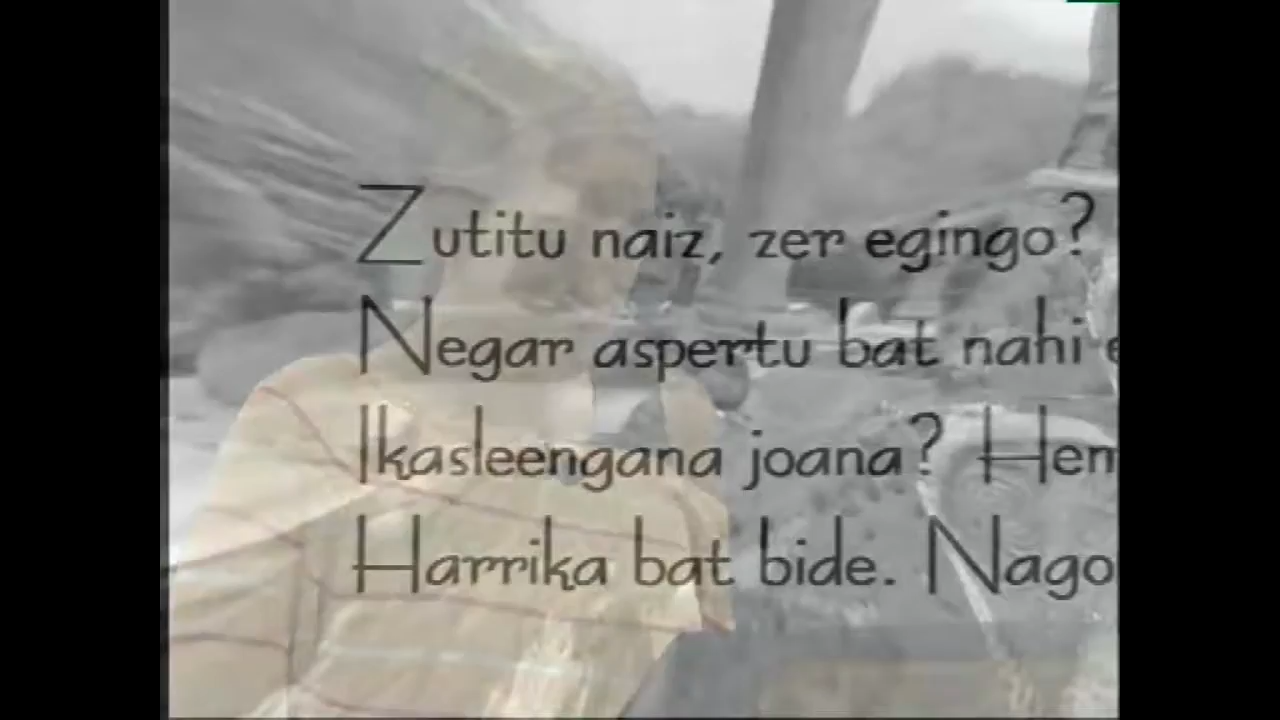 Zutitu naiz, zer egingo?
Negar aspertu bat nahi
Ikasleengana joana?
Harrika bat bide.